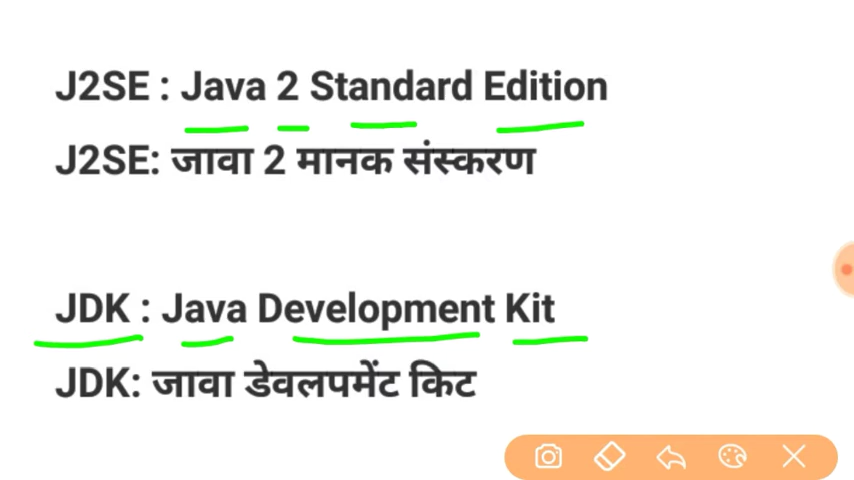 J2SE : Java 2 Standard Edition
J2SE: जावा 2 मानक संस्करण
JDK : Java Development Kit
JDK: जावा डेवलपमेंट किट